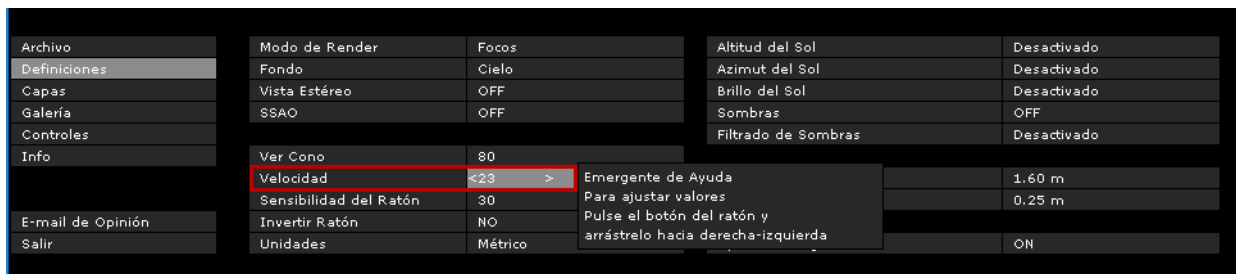 Archivo
Definiciones
Capas
Galería
Controles
Info
E-mail de Opinión
Salir
Modo de Render Focos
Fondo Cielo
Vista Estéreo OFF
SSAO OFF
Ver Cono 80
Velocidad <23 >
Sensibilidad del Ratón 30
Invertir Ratón NO
Unidades Métrico
Emergente de Ayuda
Para ajustar valores
Pulse el botón del ratón y
arrástrelo hacia derecha-izquierda
Altitud del Sol Desactivado
Azimut del Sol Desactivado
Brillo del Sol Desactivado
Sombras OFF
Filtrado de Sombras Desactivado
1.60 m
0.25 m
ON